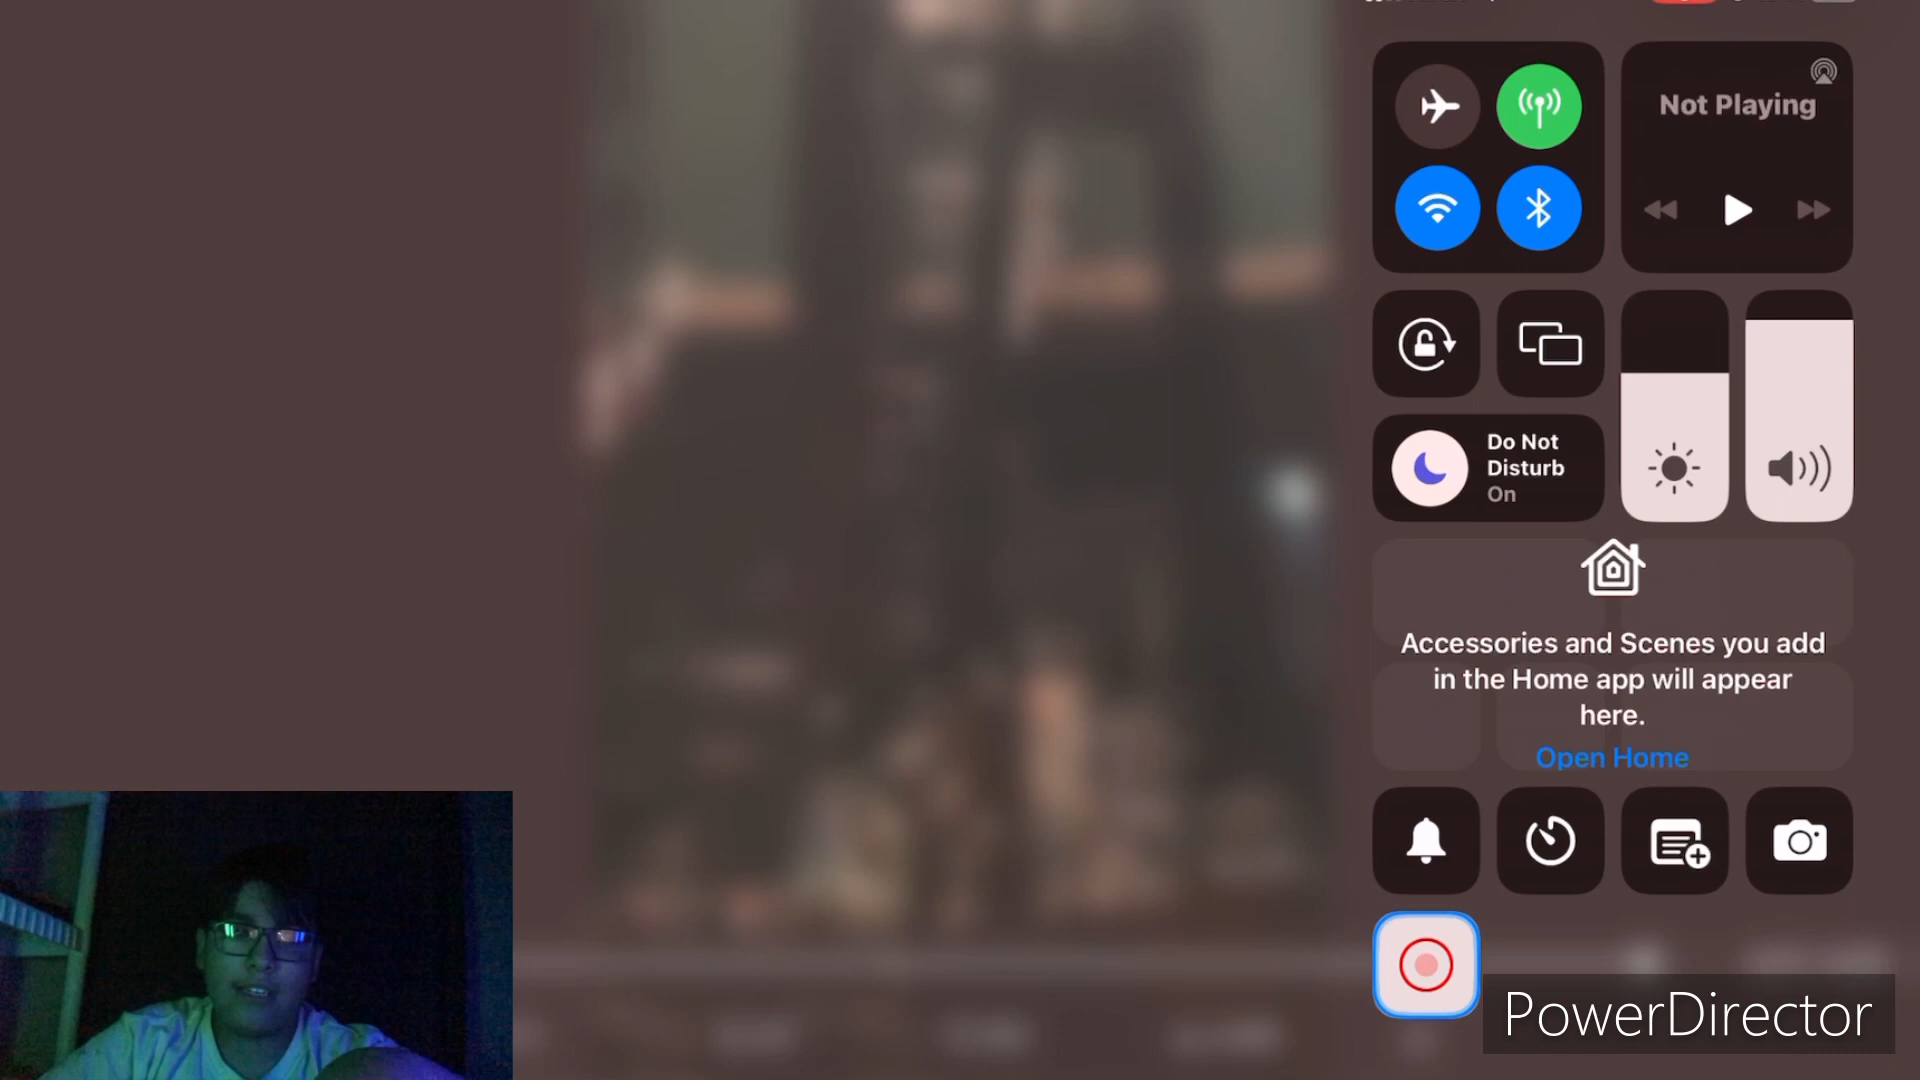 Not Playing
Do Not
Disturb
On
Accessories and Scenes you add
in the Home app will appear
here.
Open Home
PowerDirector